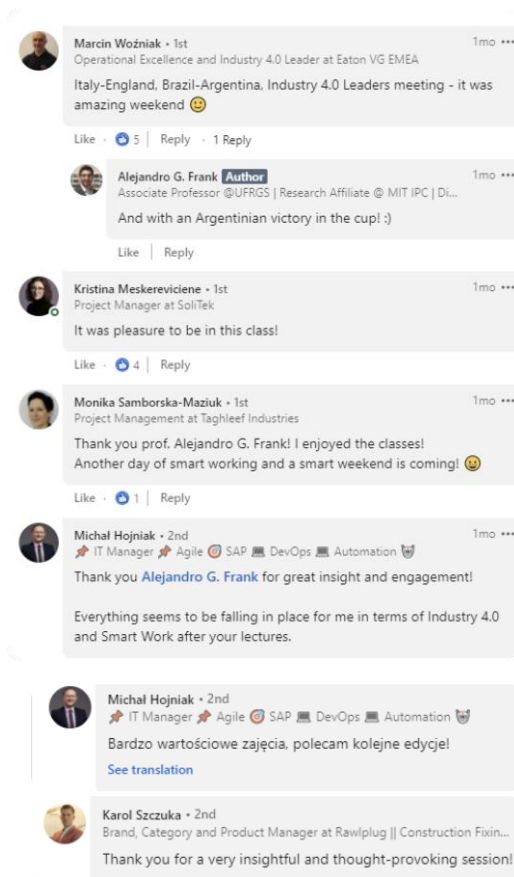 Marcin Woźniak • 1st
1mo •••
Operational Excellence and Industry 4.0 Leader at Eaton VG EMEA
Italy-England, Brazil-Argentina, Industry 4.0 Leaders meeting - it was
amazing weekend 🙂
Like · 5 | Reply · 1 Reply
Alejandro G. Frank Author
1mo •••
Associate Professor @UFRGS | Research Affiliate @ MIT IPC | Di...
And with an Argentinian victory in the cup! :)
Like | Reply
Kristina Meskereviciene • 1st
1mo •••
Project Manager at SoliTek
It was pleasure to be in this class!
Like · 4 | Reply
Monika Samborska-Maziuk • 1st
1mo •••
Project Management at Taghleef Industries
Thank you prof. Alejandro G. Frank! I enjoyed the classes!
Another day of smart working and a smart weekend is coming! 😀
Like · 1 | Reply
Michał Hojniak • 2nd
1mo •••
📌 IT Manager 📌 Agile 🎯 SAP 💻 DevOps 💻 Automation 🐺
Thank you Alejandro G. Frank for great insight and engagement!
Everything seems to be falling in place for me in terms of Industry 4.0
and Smart Work after your lectures.
Michał Hojniak • 2nd
📌 IT Manager 📌 Agile 🎯 SAP 💻 DevOps 💻 Automation 🐺
Bardzo wartościowe zajęcia, polecam kolejne edycje!
See translation
Karol Szczuka • 2nd
Brand, Category and Product Manager at Rawlplug || Construction Fixin...
Thank you for a very insightful and thought-provoking session!